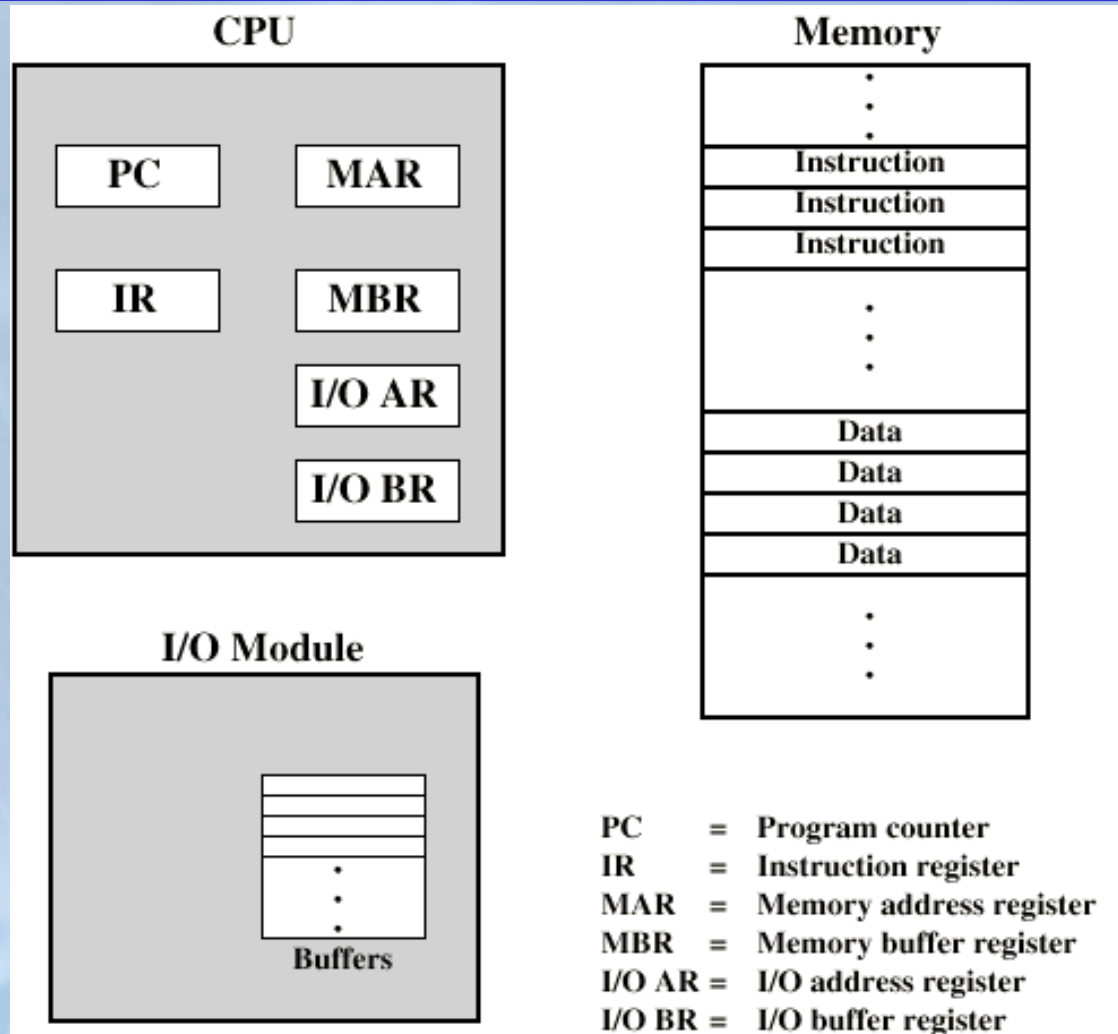 CPU
PC
MAR
IR
MBR
I/O AR
I/O BR
Memory
Instruction
Instruction
Instruction
Data
Data
Data
Data
I/O Module
Buffers
PC = Program counter
IR = Instruction register
MAR = Memory address register
MBR = Memory buffer register
I/O AR = I/O address register
I/O BR = I/O buffer register